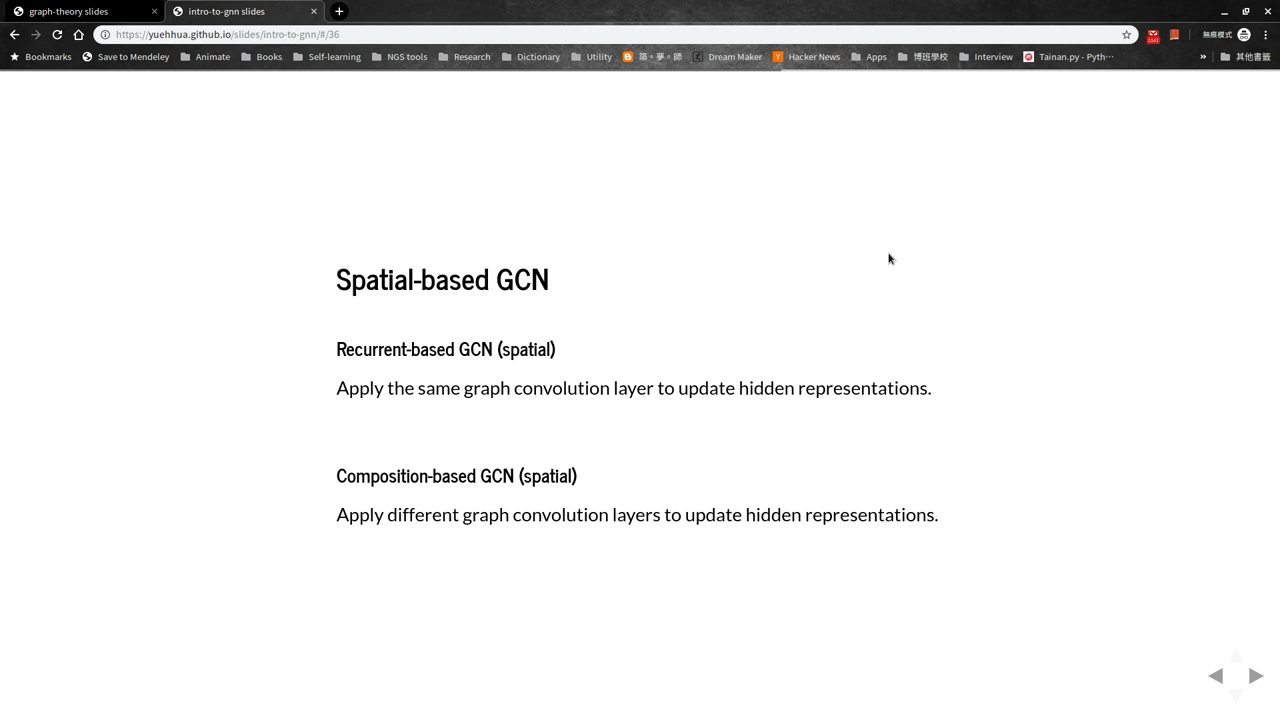 graph-theory slides
intro-to-gnn slides
https://yuehhua.github.io/slides/intro-to-gnn/#/36
無痕模式
Bookmarks
Save to Mendeley
Animate
Books
Self-learning
NGS tools
Research
Dictionary
Utility
築。夢。師
Dream Maker
Hacker News
Apps
博班學校
Interview
Tainan.py - Pyth…
»
其他書籤
Spatial-based GCN
Recurrent-based GCN (spatial)
Apply the same graph convolution layer to update hidden representations.
Composition-based GCN (spatial)
Apply different graph convolution layers to update hidden representations.